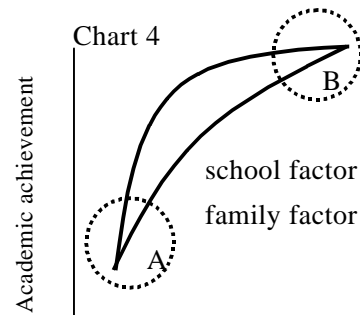 Chart 4
B
school factor
family factor
A
Academic achievement